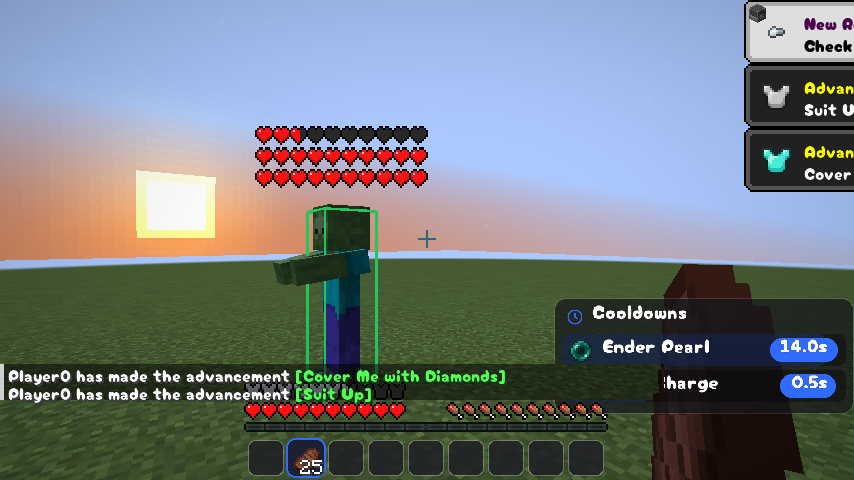 New
Check
Advan
Suit U
Advan
Cover
Cooldowns
Ender Pearl
14.0s
harge
0.5s
Player0 has made the advancement [Cover Me with Diamonds]
Player0 has made the advancement [Suit Up]
25